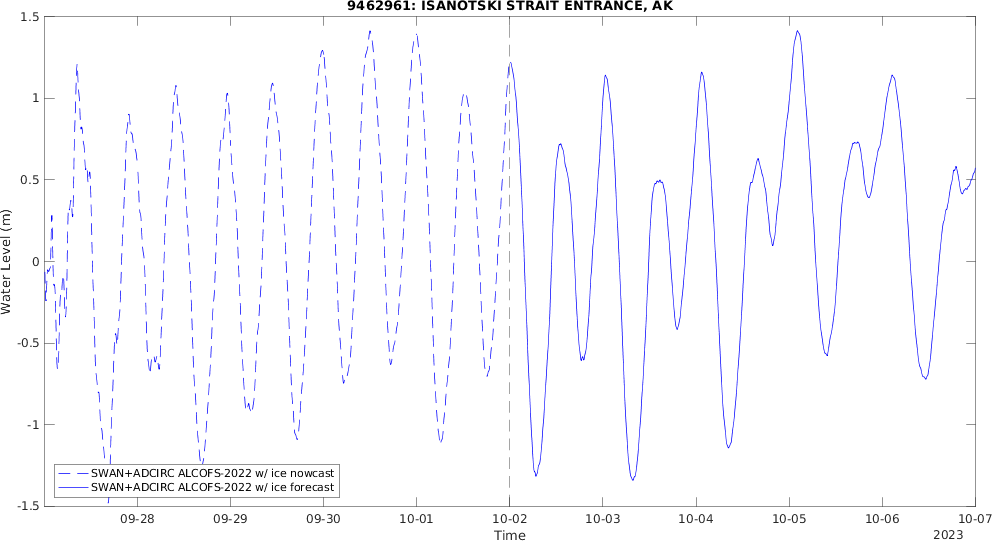 9462961: ISANOTSKI STRAIT ENTRANCE, AK
1.5
1
0.5
0
-0.5
-1
-1.5
Water Level (m)
SWAN+ADCIRC ALCOFS-2022 w/ ice nowcast
SWAN+ADCIRC ALCOFS-2022 w/ ice forecast
09-28 09-29 09-30 10-01 10-02 10-03 10-04 10-05 10-06 10-07
Time
2023